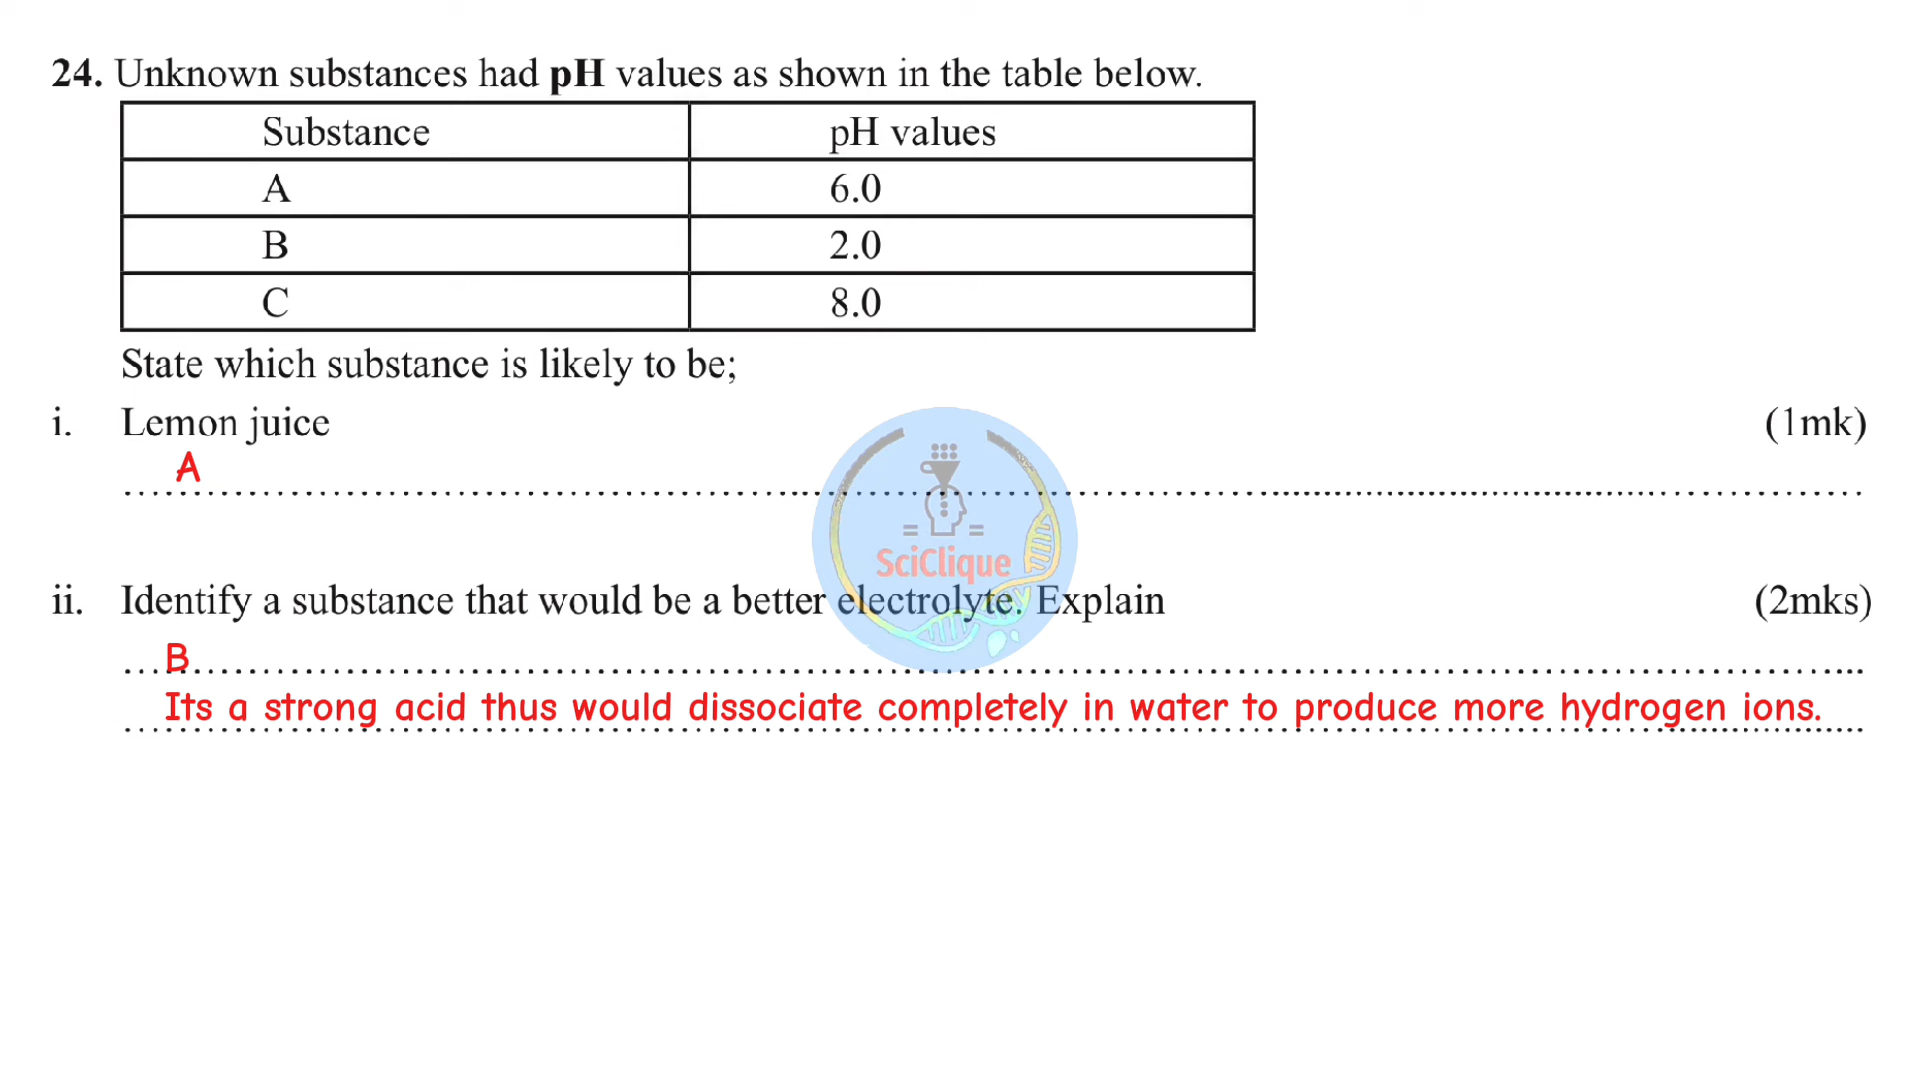 24. Unknown substances had pH values as shown in the table below.
Substance pH values
A 6.0
B 2.0
C 8.0
State which substance is likely to be;
i. Lemon juice (1mk)
A
SciClique
ii. Identify a substance that would be a better electrolyte. Explain (2mks)
B
Its a strong acid thus would dissociate completely in water to produce more hydrogen ions.